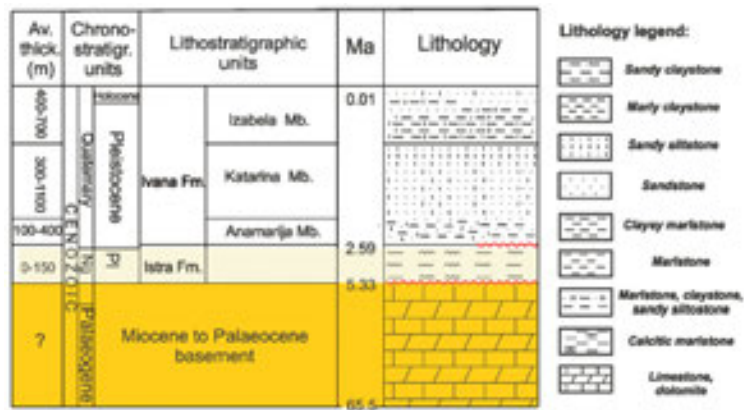 Av. thick. (m)
Chrono-stratigr. units
Lithostratigraphic units
Ma
Lithology
400-700
300-1100
100-400
0-150
?
CENOZOIC
Quaternary
Ng
Palaeogene
Holocene
Pleistocene
Pl
Ivana Fm.
Istra Fm.
Izabela Mb.
Katarina Mb.
Anamarija Mb.
Miocene to Palaeocene
basement
0.01
2.59
5.33
65.5
Lithology legend:
Sandy claystone
Marly claystone
Sandy siltstone
Sandstone
Clayey marlstone
Marlstone
Marlstone, claystone,
sandy siltostone
Calcitic marlstone
Limestone,
dolomite